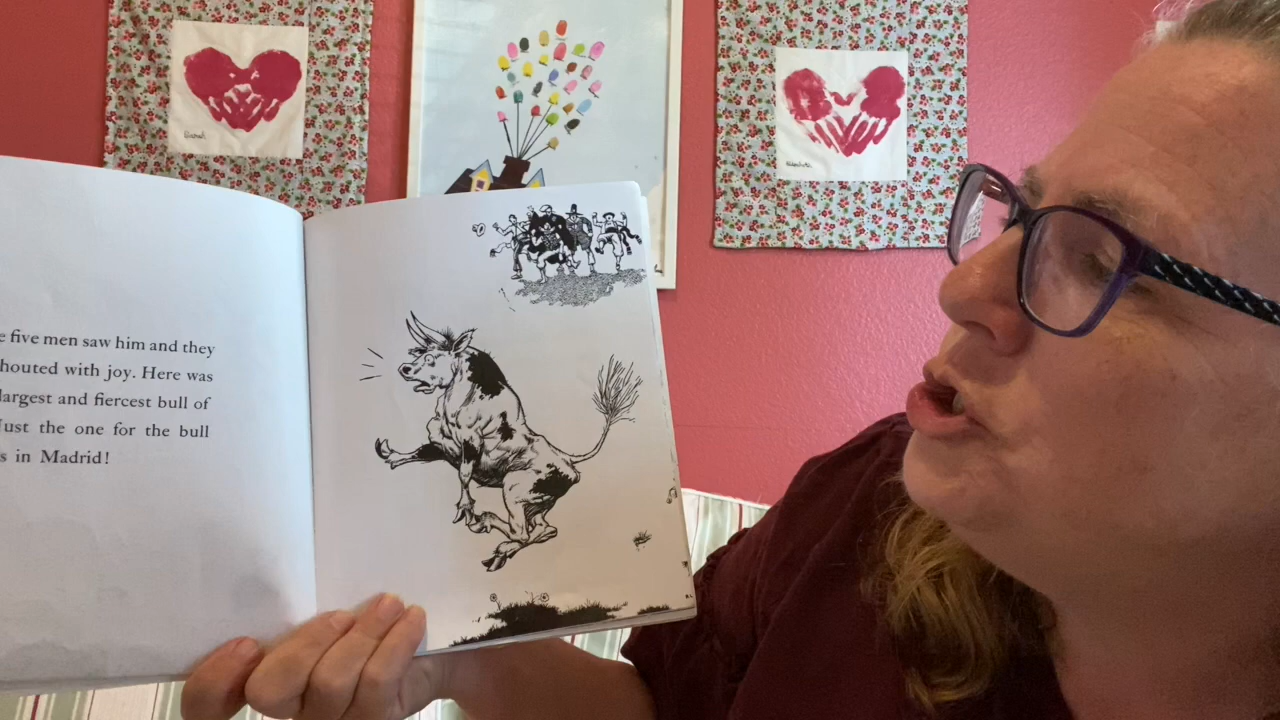 e five men saw him and they
houted with joy. Here was
largest and fiercest bull of
Just the one for the bull
s in Madrid!